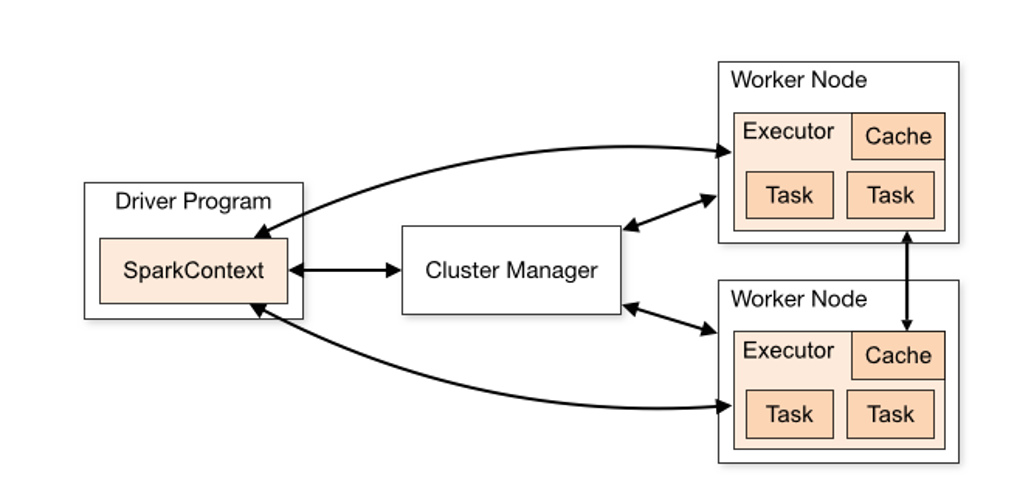 Driver Program
SparkContext
Cluster Manager
Worker Node
Executor
Cache
Task
Task
Worker Node
Executor
Cache
Task
Task